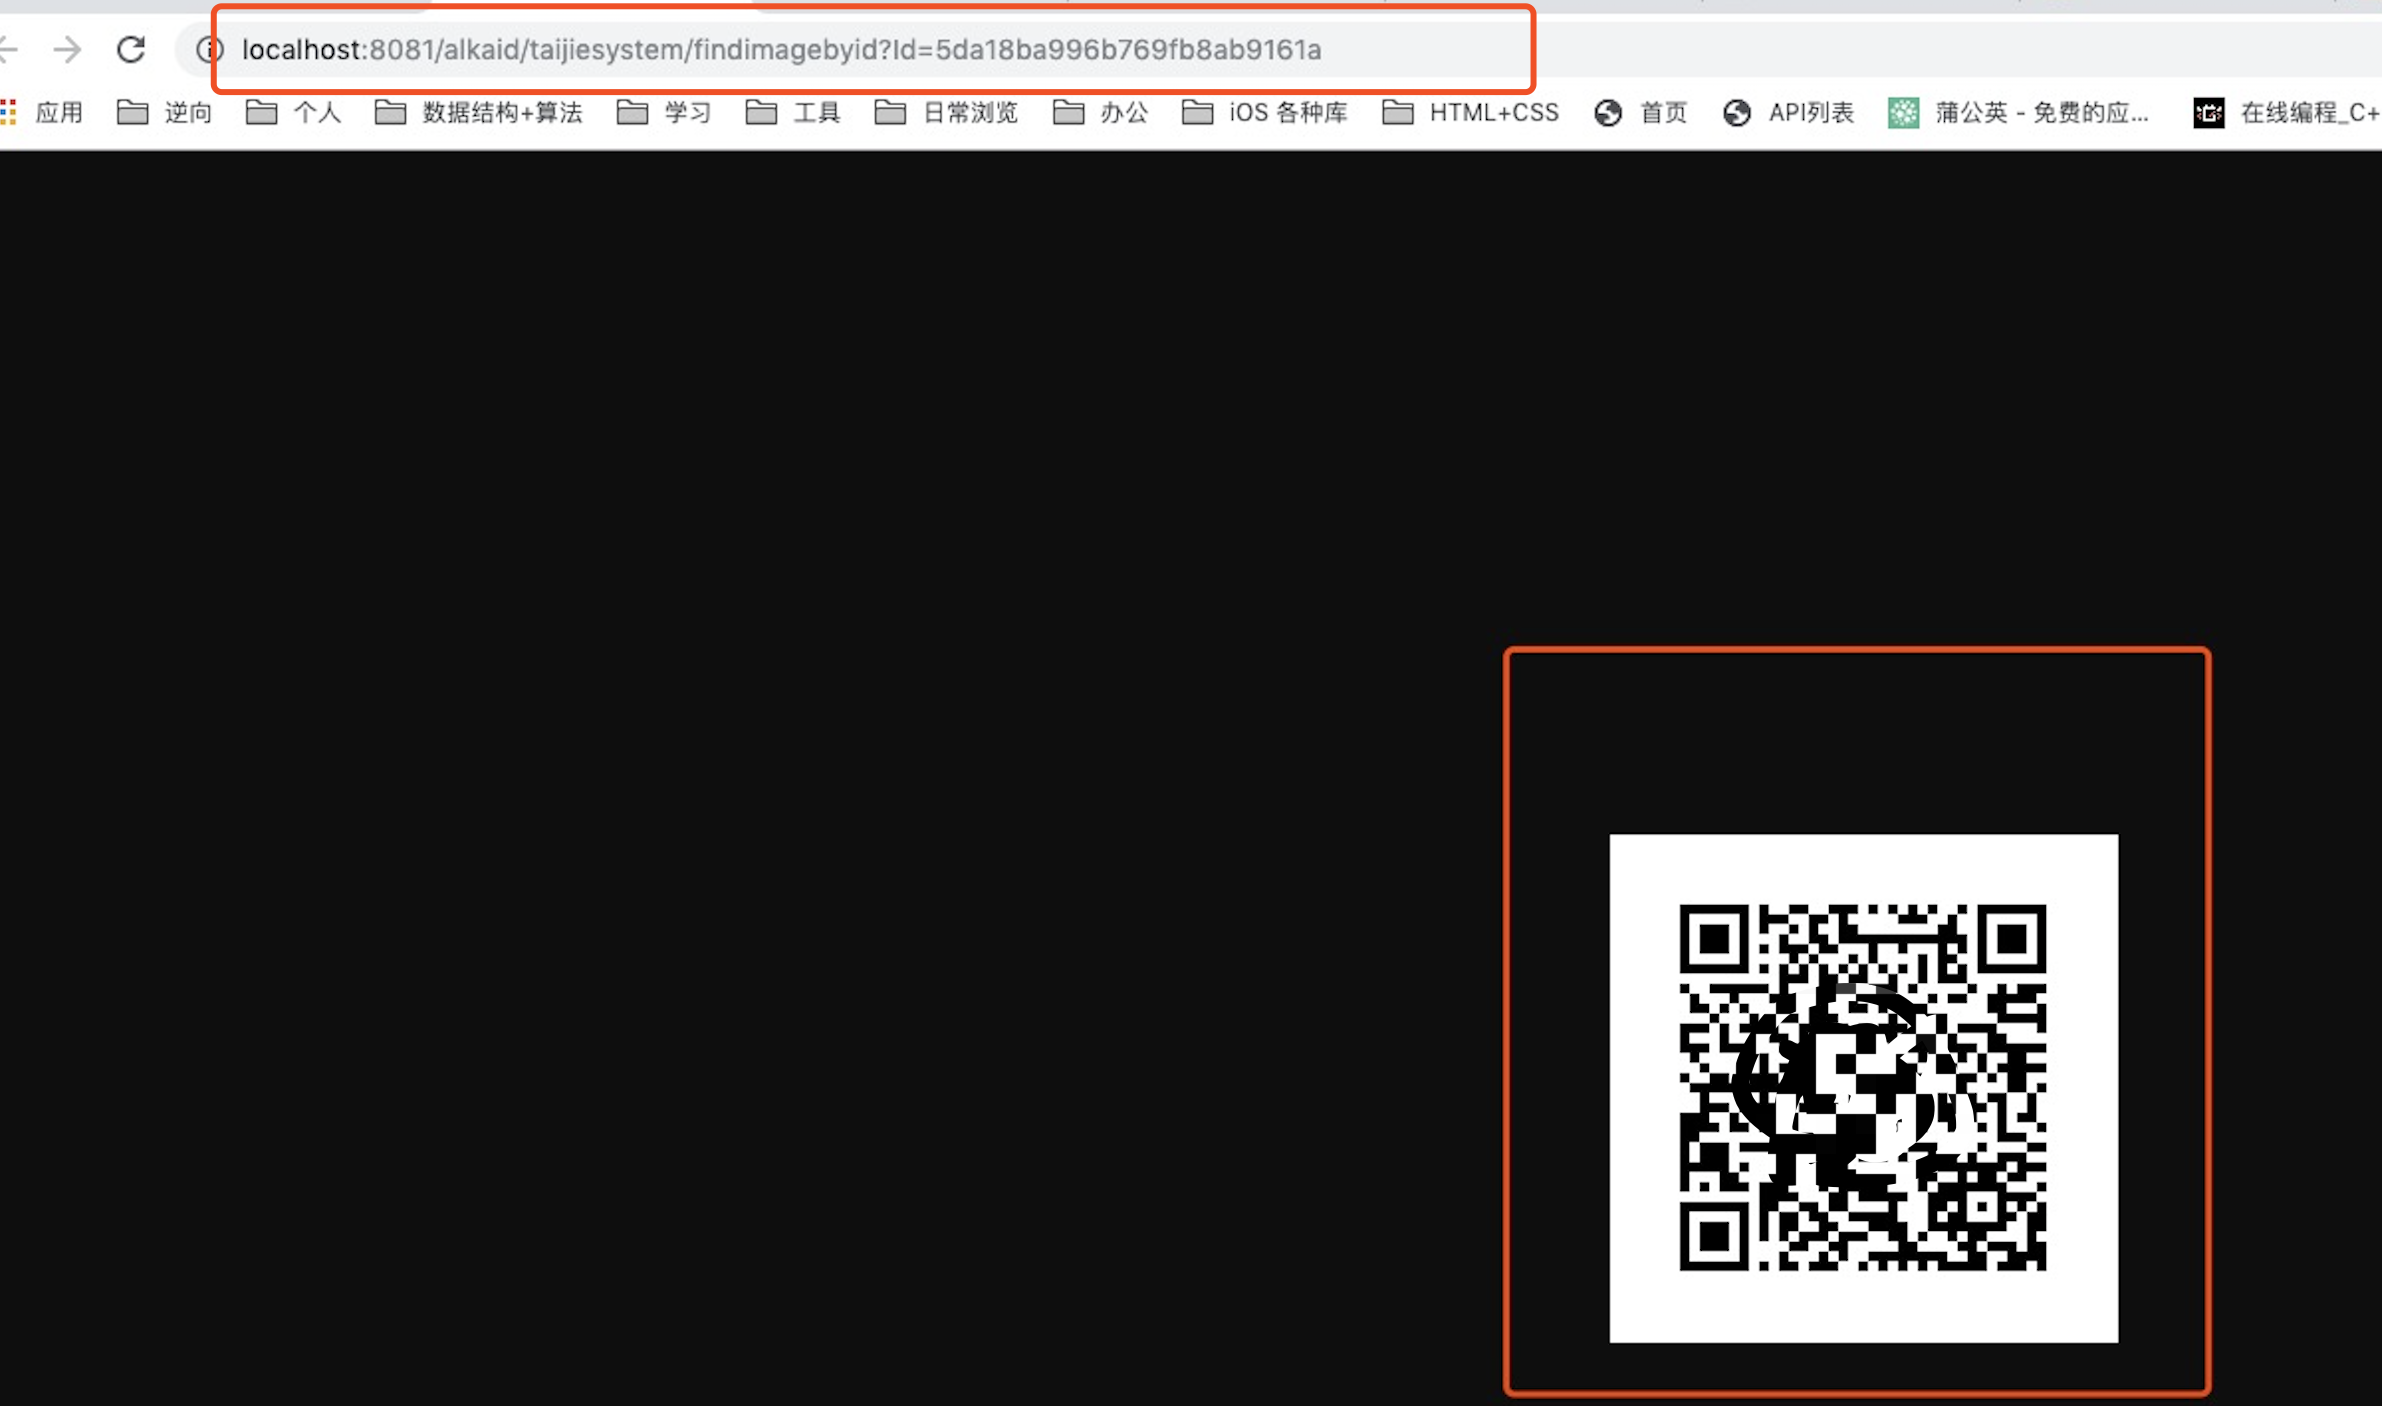 localhost:8081/alkaid/taijiesystem/findimagebyid?Id=5da18ba996b769fb8ab9161a
应用 逆向 个人 数据结构+算法 学习 工具 日常浏览 办公 iOS 各种库 HTML+CSS 首页 API列表 蒲公英 - 免费的应... 在线编程_C+